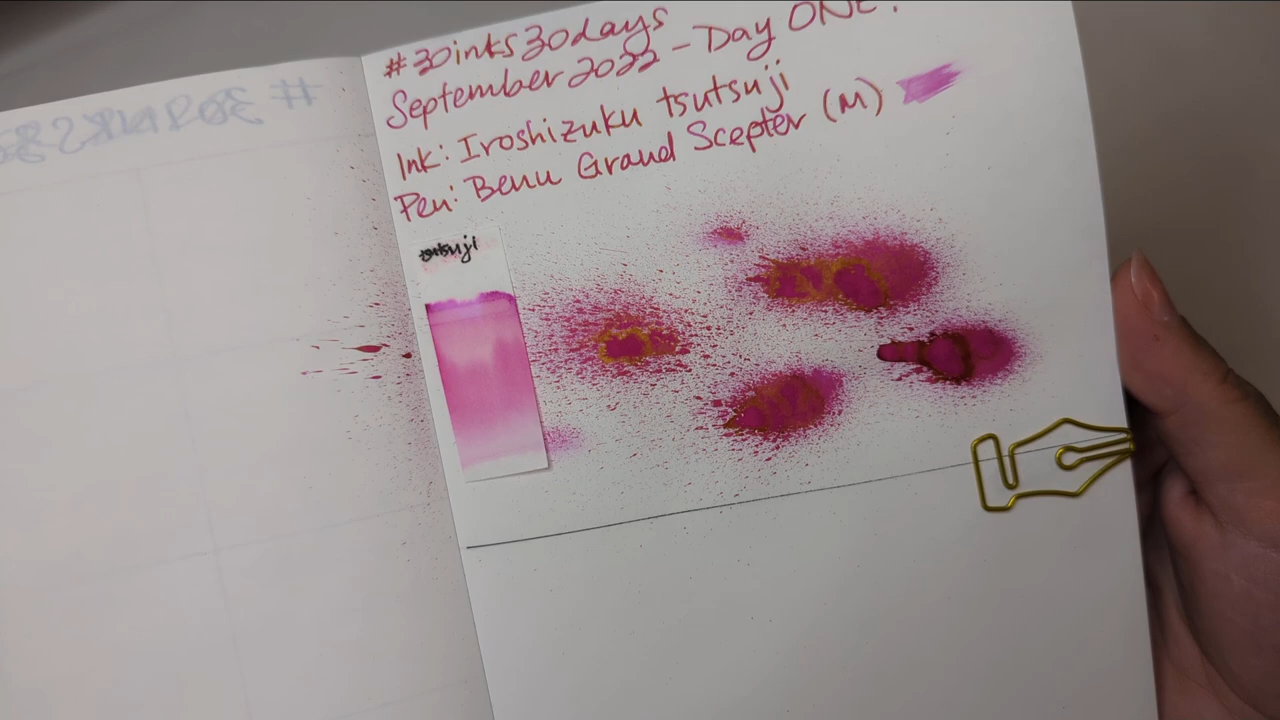 #30inks30days
September 2022 - Day ONE!
Ink: Iroshizuku tsutsuji
Pen: Benu Grand Scepter (M)
tsutsuji